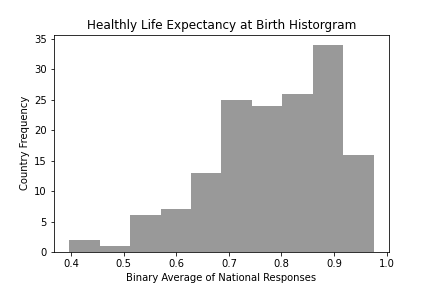 Healthly Life Expectancy at Birth Historgram
35
30
25
20
15
10
5
0
Country Frequency
0.4 0.5 0.6 0.7 0.8 0.9 1.0
Binary Average of National Responses